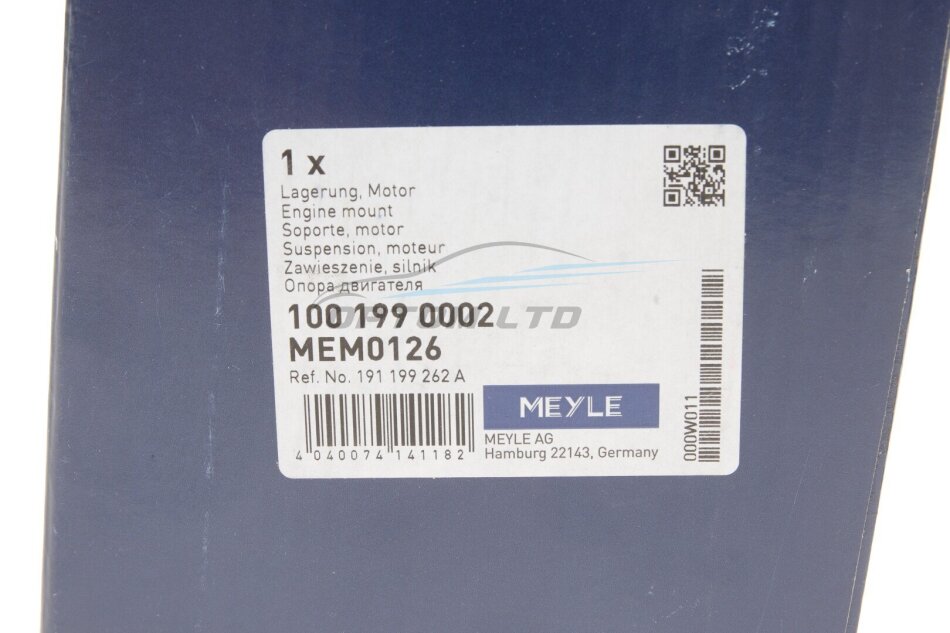 1 x
Lagerung, Motor
Engine mount
Soporte, motor
Suspension, moteur
Zawieszenie, silnik
Опора двигателя
100 199 0002
MEM0126
Ref. No. 191 199 262 A
4 040074 141182
MEYLE
MEYLE AG
Hamburg 22143, Germany
000W011
LTD